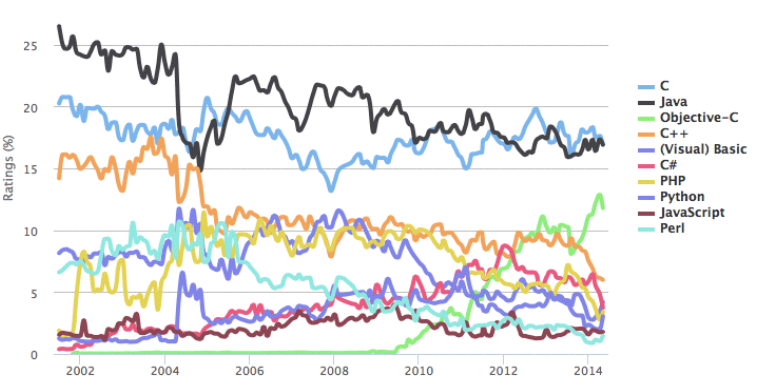 25
20
15
10
5
0
Ratings (%)
2002 2004 2006 2008 2010 2012 2014
C
Java
Objective-C
C++
(Visual) Basic
C#
PHP
Python
JavaScript
Perl